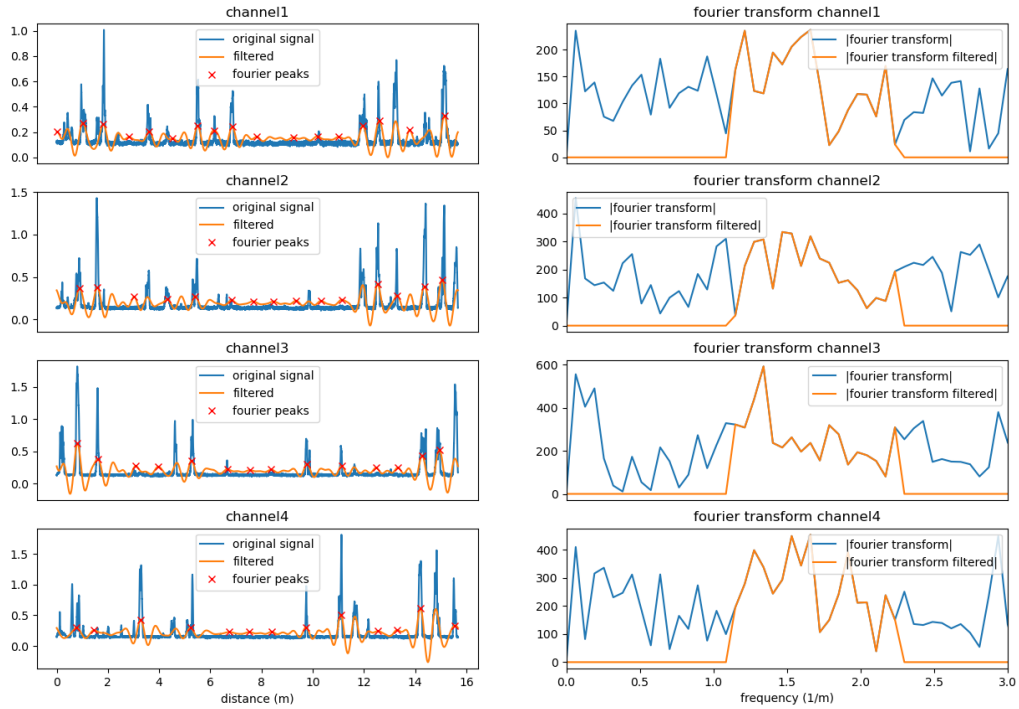 channel1
1.0
0.8
0.6
0.4
0.2
0.0
original signal
filtered
fourier peaks
fourier transform channel1
200
150
100
50
0
|fourier transform|
|fourier transform filtered|
channel2
1.5
1.0
0.5
0.0
original signal
filtered
fourier peaks
fourier transform channel2
400
300
200
100
0
|fourier transform|
|fourier transform filtered|
channel3
1.5
1.0
0.5
0.0
original signal
filtered
fourier peaks
fourier transform channel3
600
400
200
0
|fourier transform|
|fourier transform filtered|
channel4
1.5
1.0
0.5
0.0
original signal
filtered
fourier peaks
0 2 4 6 8 10 12 14 16
distance (m)
fourier transform channel4
400
300
200
100
0
|fourier transform|
|fourier transform filtered|
0.0 0.5 1.0 1.5 2.0 2.5 3.0
frequency (1/m)